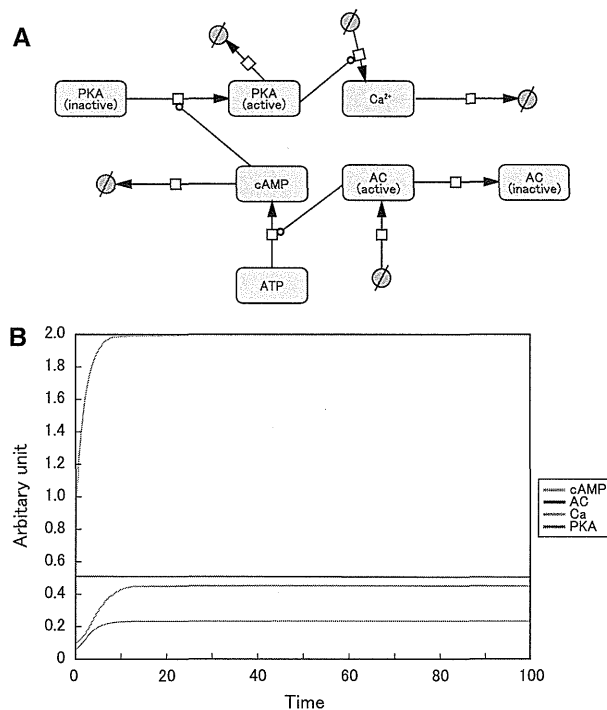 A
PKA
(inactive)
PKA
(active)
Ca2+
cAMP
AC
(active)
AC
(inactive)
ATP
B
2.0
1.8
1.6
1.4
1.2
1.0
0.8
0.6
0.4
0.2
0
Arbitary unit
0
20
40
60
80
100
Time
cAMP
AC
Ca
PKA